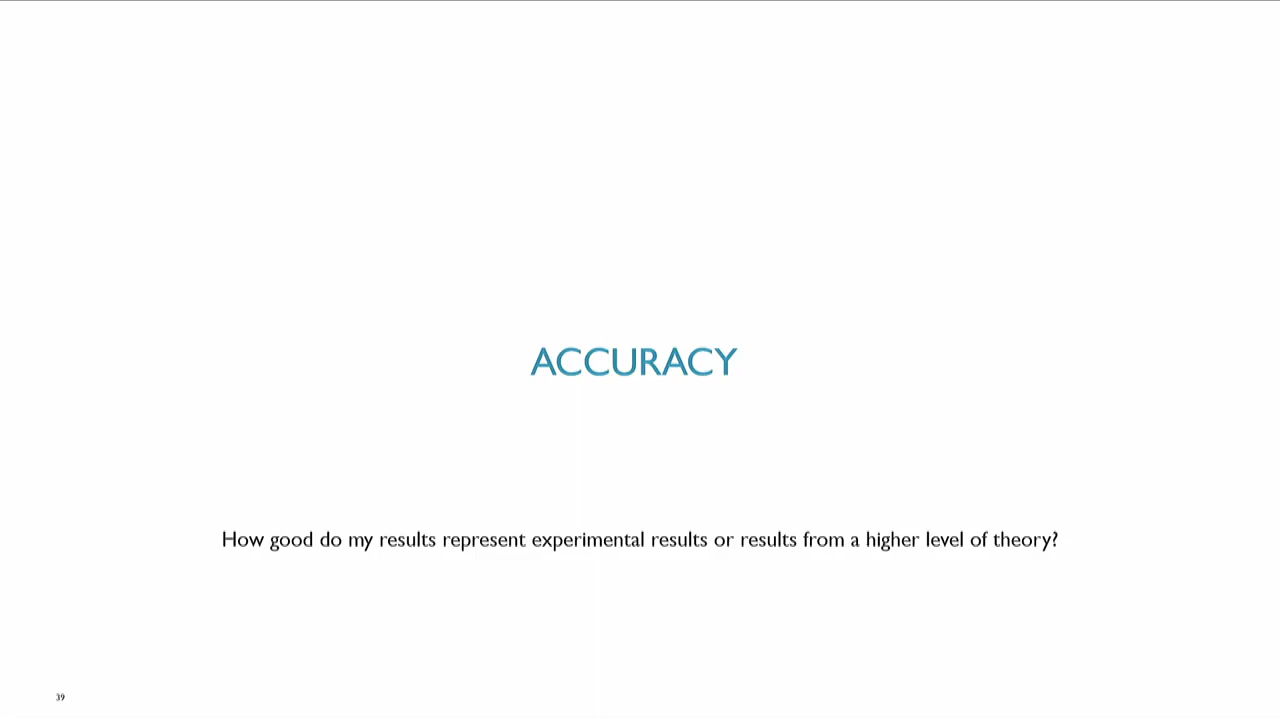 ACCURACY
How good do my results represent experimental results or results from a higher level of theory?
39